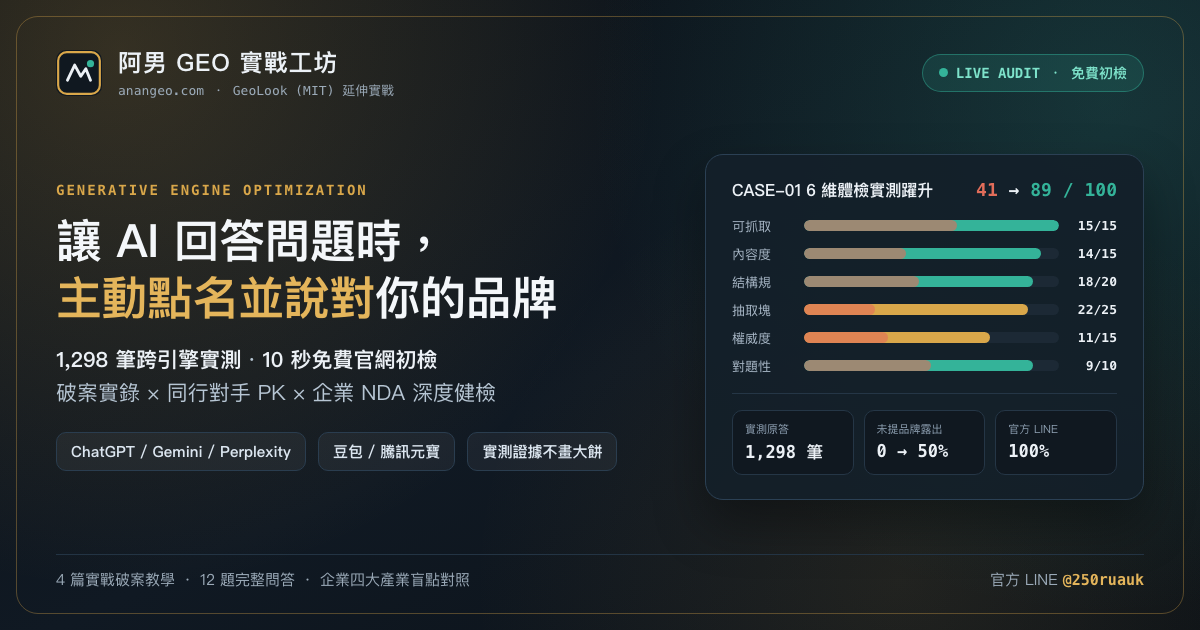 阿男 GEO 實戰工坊
anangeo.com · GeoLook (MIT) 延伸實戰
LIVE AUDIT · 免費初檢
GENERATIVE ENGINE OPTIMIZATION
讓 AI 回答問題時，
主動點名並說對你的品牌
1,298 筆跨引擎實測 · 10 秒免費官網初檢
破案實錄 × 同行對手 PK × 企業 NDA 深度健檢
ChatGPT / Gemini / Perplexity
豆包 / 騰訊元寶
實測證據不畫大餅
CASE-01 6 維體檢實測躍升 41 → 89 / 100
可抓取 15/15
內容度 14/15
結構規 18/20
抽取塊 22/25
權威度 11/15
對題性 9/10
實測原答
1,298 筆
未提品牌露出
0 → 50%
官方 LINE
100%
4 篇實戰破案教學 · 12 題完整問答 · 企業四大產業盲點對照
官方 LINE @250ruauk